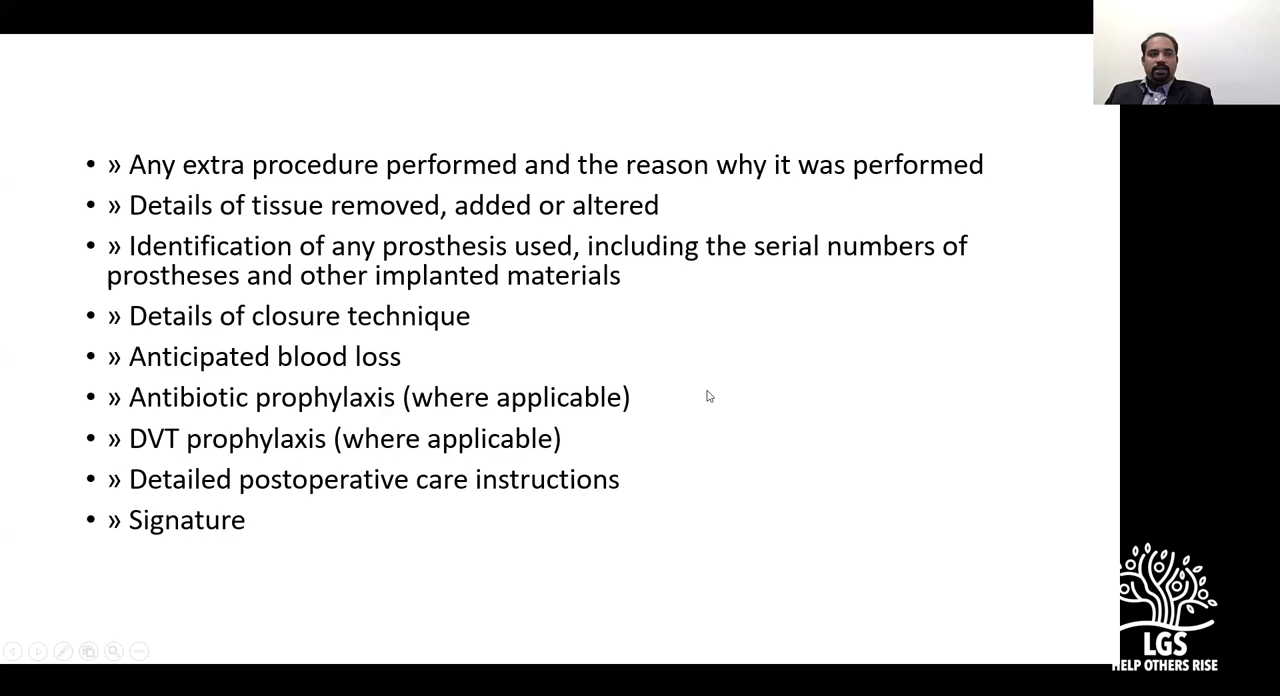 • » Any extra procedure performed and the reason why it was performed
• » Details of tissue removed, added or altered
• » Identification of any prosthesis used, including the serial numbers of
prostheses and other implanted materials
• » Details of closure technique
• » Anticipated blood loss
• » Antibiotic prophylaxis (where applicable)
• » DVT prophylaxis (where applicable)
• » Detailed postoperative care instructions
• » Signature
LGS
HELP OTHERS RISE